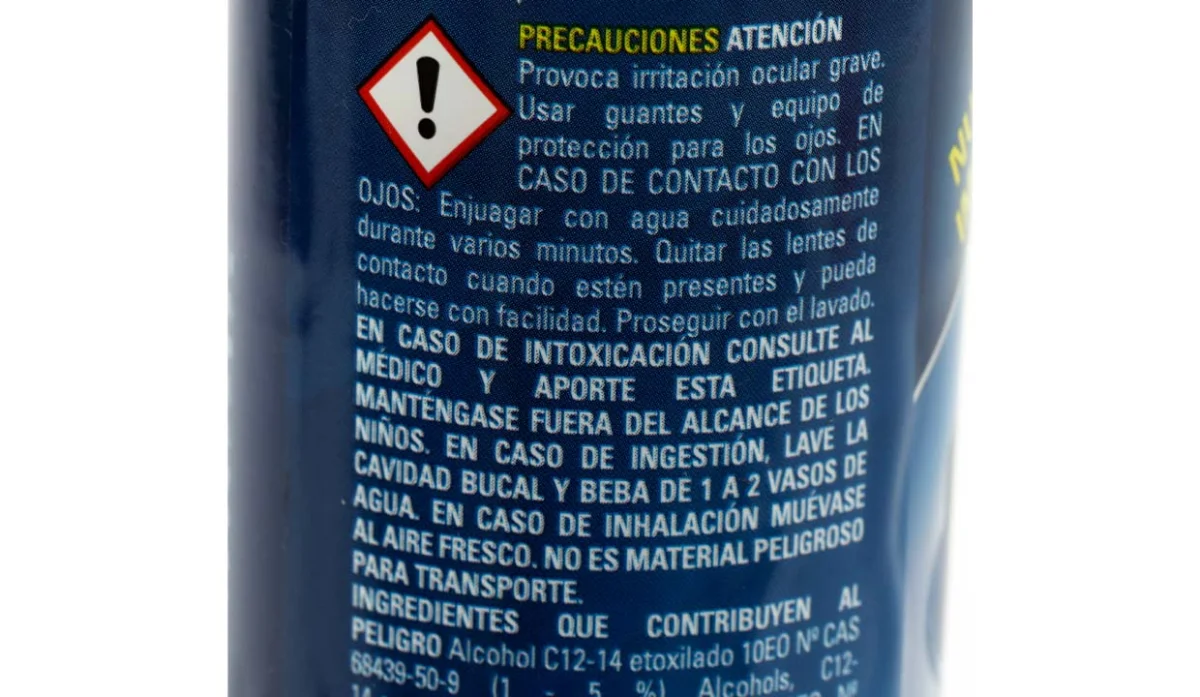 PRECAUCIONES ATENCIÓN
Provoca irritación ocular grave.
Usar guantes y equipo de
protección para los ojos. EN
CASO DE CONTACTO CON LOS
OJOS: Enjuagar con agua cuidadosamente
durante varios minutos. Quitar las lentes de
contacto cuando estén presentes y pueda
hacerse con facilidad. Proseguir con el lavado.
EN CASO DE INTOXICACIÓN CONSULTE AL
MÉDICO Y APORTE ESTA ETIQUETA.
MANTÉNGASE FUERA DEL ALCANCE DE LOS
NIÑOS. EN CASO DE INGESTIÓN, LAVE LA
CAVIDAD BUCAL Y BEBA DE 1 A 2 VASOS DE
AGUA. EN CASO DE INHALACIÓN MUÉVASE
AL AIRE FRESCO. NO ES MATERIAL PELIGROSO
PARA TRANSPORTE.
INGREDIENTES QUE CONTRIBUYEN AL
PELIGRO Alcohol C12-14 etoxilado 10EO Nº CAS
68439-50-9 (1 - 5 %) Alcohols, C12-